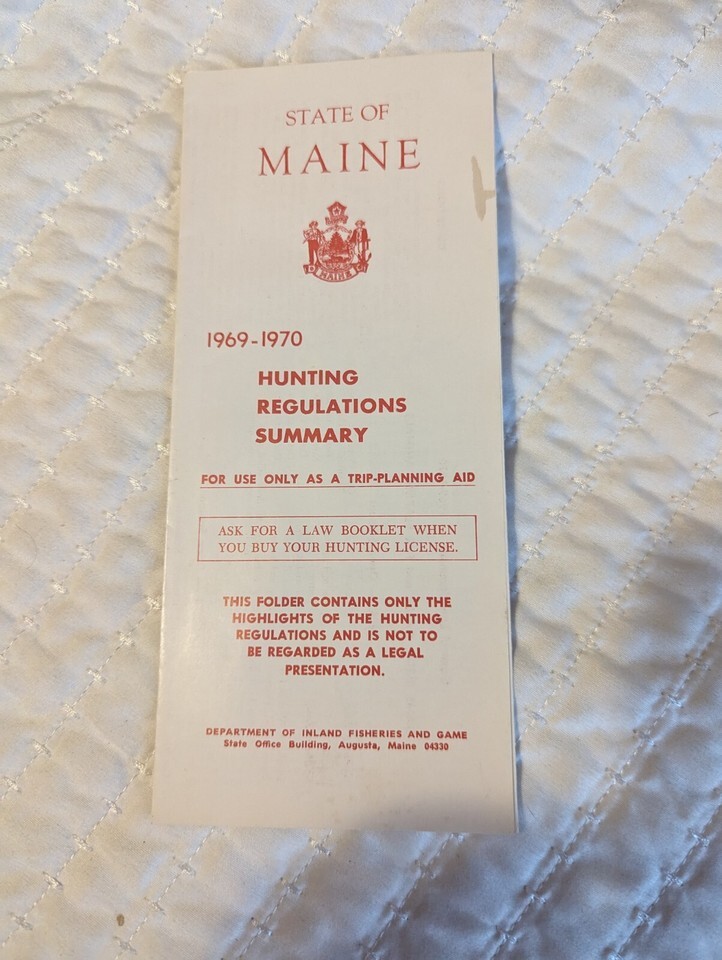 STATE OF
MAINE
MAINE
1969-1970
HUNTING
REGULATIONS
SUMMARY
FOR USE ONLY AS A TRIP-PLANNING AID
ASK FOR A LAW BOOKLET WHEN
YOU BUY YOUR HUNTING LICENSE.
THIS FOLDER CONTAINS ONLY THE
HIGHLIGHTS OF THE HUNTING
REGULATIONS AND IS NOT TO
BE REGARDED AS A LEGAL
PRESENTATION.
DEPARTMENT OF INLAND FISHERIES AND GAME
State Office Building, Augusta, Maine 04330